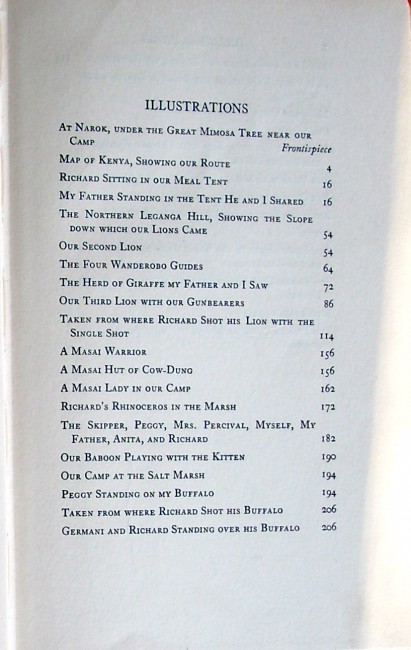 ILLUSTRATIONS
At Narok, under the Great Mimosa Tree near our
Camp Frontispiece
Map of Kenya, Showing our Route 4
Richard Sitting in our Meal Tent 16
My Father Standing in the Tent He and I Shared 16
The Northern Leganga Hill, Showing the Slope
down which our Lions Came 54
Our Second Lion 54
The Four Wanderobo Guides 64
The Herd of Giraffe my Father and I Saw 72
Our Third Lion with our Gunbearers 86
Taken from where Richard Shot his Lion with the
Single Shot 114
A Masai Warrior 156
A Masai Hut of Cow-Dung 156
A Masai Lady in our Camp 162
Richard's Rhinoceros in the Marsh 172
The Skipper, Peggy, Mrs. Percival, Myself, My
Father, Anita, and Richard 182
Our Baboon Playing with the Kitten 190
Our Camp at the Salt Marsh 194
Peggy Standing on my Buffalo 194
Taken from where Richard Shot his Buffalo 206
Germani and Richard Standing over his Buffalo 206